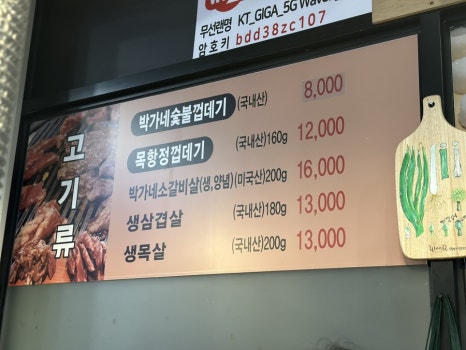 무선랜명 KT_GIGA_5G
암호키 bdd38zc107
고기류
박가네숯불껍데기 (국내산) 8,000
목항정껍데기 (국내산)160g 12,000
박가네소갈비살(생,양념)(미국산)200g 16,000
생삼겹살 (국내산)180g 13,000
생목살 (국내산)200g 13,000